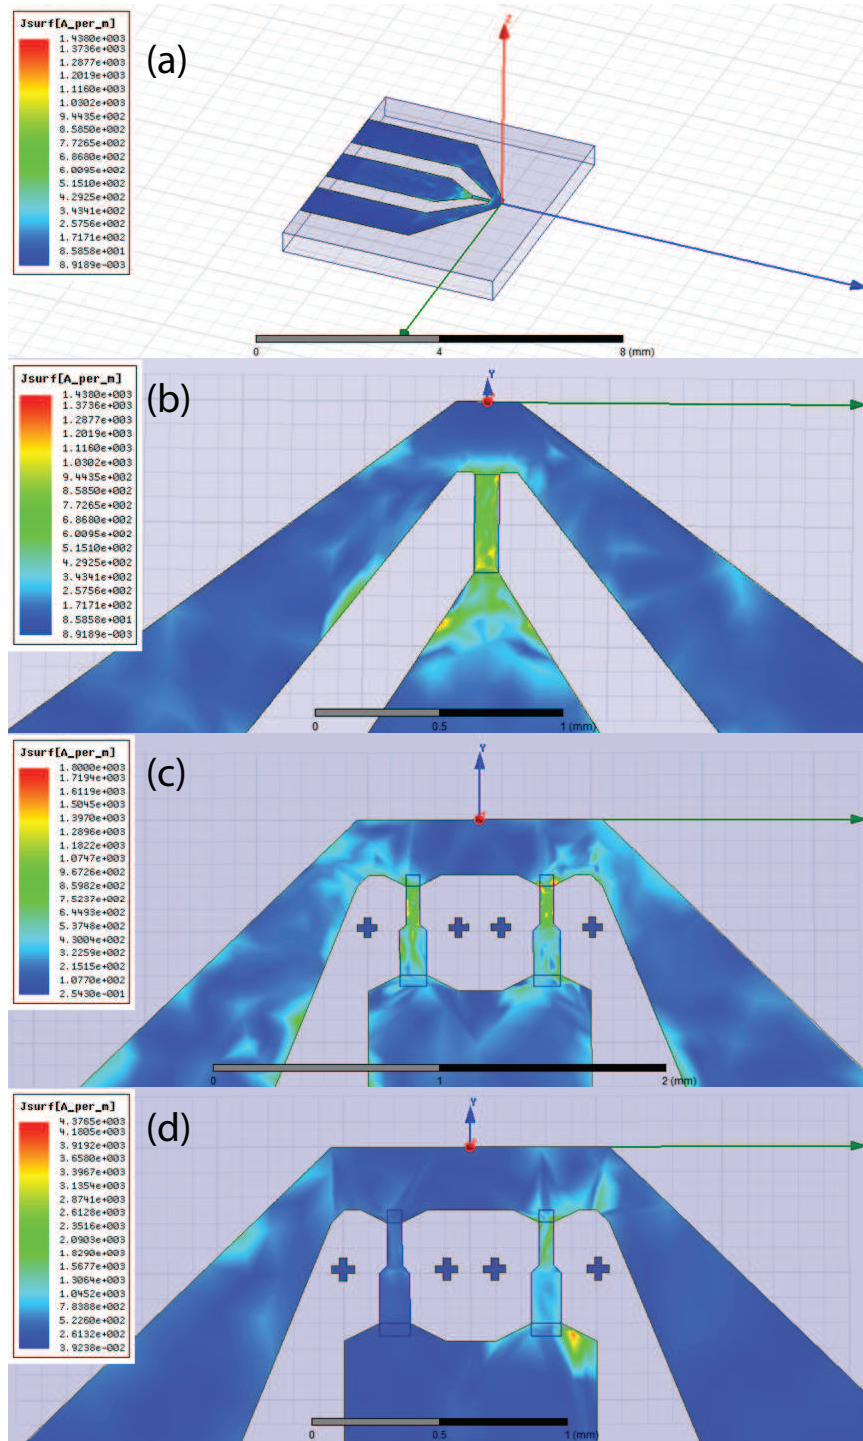 Jsurf[A_per_m]
1.4380e+003
1.3736e+003
1.2877e+003
1.2019e+003
1.1160e+003
1.0302e+003
9.4435e+002
8.5850e+002
7.7265e+002
6.8680e+002
6.0095e+002
5.1510e+002
4.2925e+002
3.4341e+002
2.5756e+002
1.7171e+002
8.5858e+001
8.9189e-003
(a)
Z
0 4 8 (mm)
Jsurf[A_per_m]
1.4380e+003
1.3736e+003
1.2877e+003
1.2019e+003
1.1160e+003
1.0302e+003
9.4435e+002
8.5850e+002
7.7265e+002
6.8680e+002
6.0095e+002
5.1510e+002
4.2925e+002
3.4341e+002
2.5756e+002
1.7171e+002
8.5858e+001
8.9189e-003
(b)
Y
0 0.5 1 (mm)
Jsurf[A_per_m]
1.8000e+003
1.7194e+003
1.6119e+003
1.5045e+003
1.3970e+003
1.2896e+003
1.1822e+003
1.0747e+003
9.6726e+002
8.5982e+002
7.5237e+002
6.4493e+002
5.3748e+002
4.3004e+002
3.2259e+002
2.1515e+002
1.0770e+002
2.5430e-001
(c)
Y
0 1 2 (mm)
Jsurf[A_per_m]
4.3765e+003
4.1805e+003
3.9192e+003
3.6580e+003
3.3967e+003
3.1354e+003
2.8741e+003
2.6128e+003
2.3516e+003
2.0903e+003
1.8290e+003
1.5677e+003
1.3064e+003
1.0452e+003
7.8388e+002
5.2260e+002
2.6132e+002
3.9238e-002
(d)
Y
0 0.5 1 (mm)